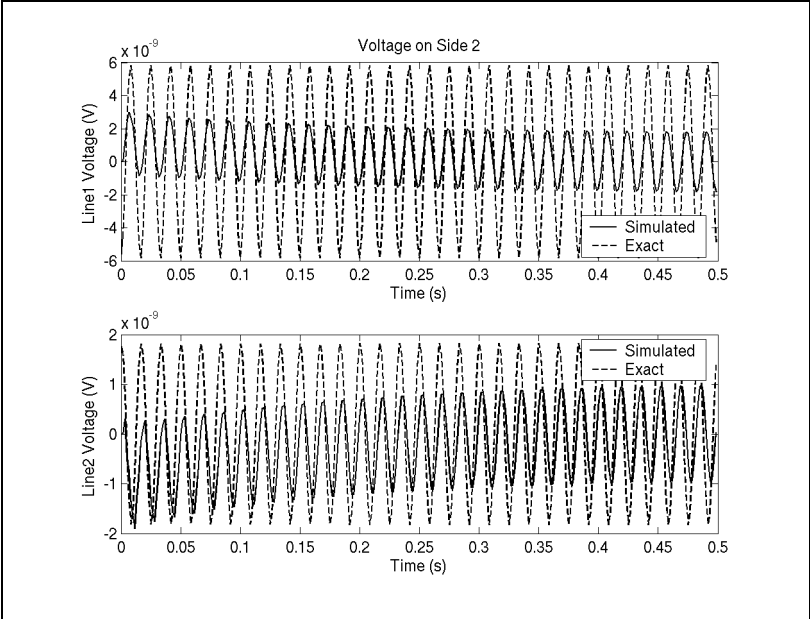 Voltage on Side 2
x 10-9
6
4
2
0
-2
-4
-6
Line1 Voltage (V)
Simulated
Exact
0 0.05 0.1 0.15 0.2 0.25 0.3 0.35 0.4 0.45 0.5
Time (s)
x 10-9
2
1
0
-1
-2
Line2 Voltage (V)
Simulated
Exact
0 0.05 0.1 0.15 0.2 0.25 0.3 0.35 0.4 0.45 0.5
Time (s)